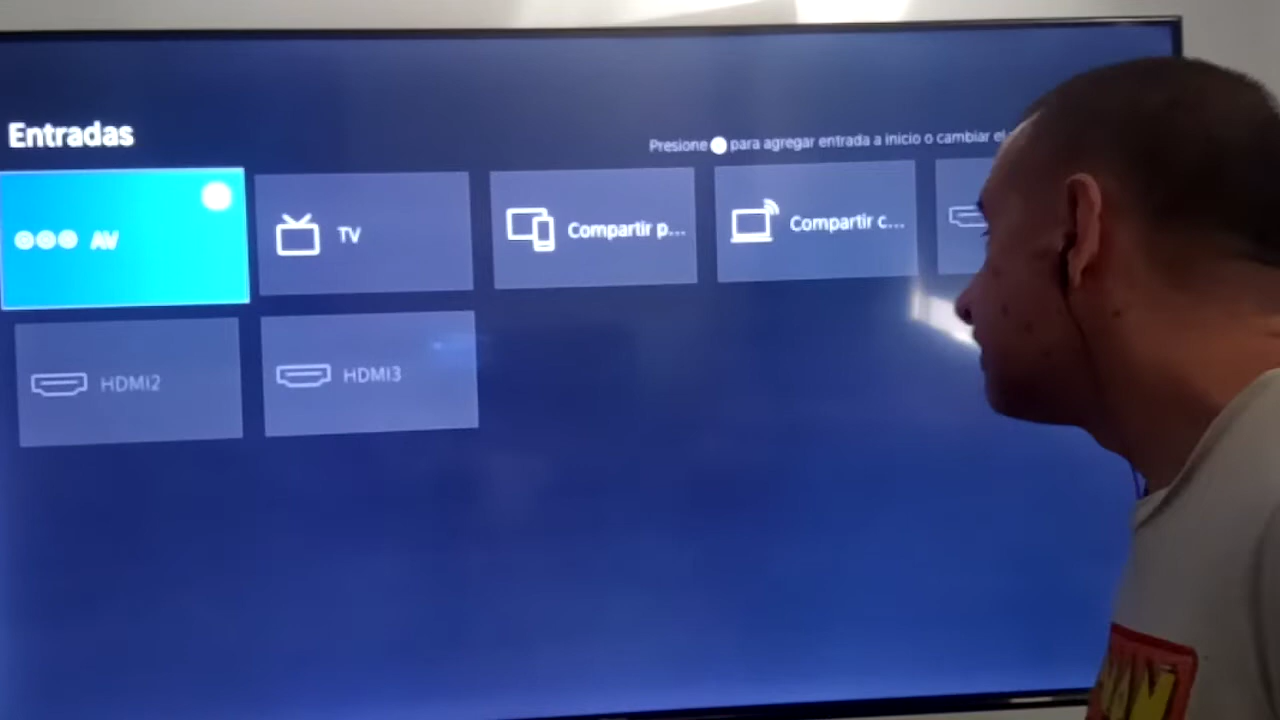 Entradas
Presione para agregar entrada a inicio o cambiar el
AV
TV
Compartir p...
Compartir c...
HDMI2
HDMI3